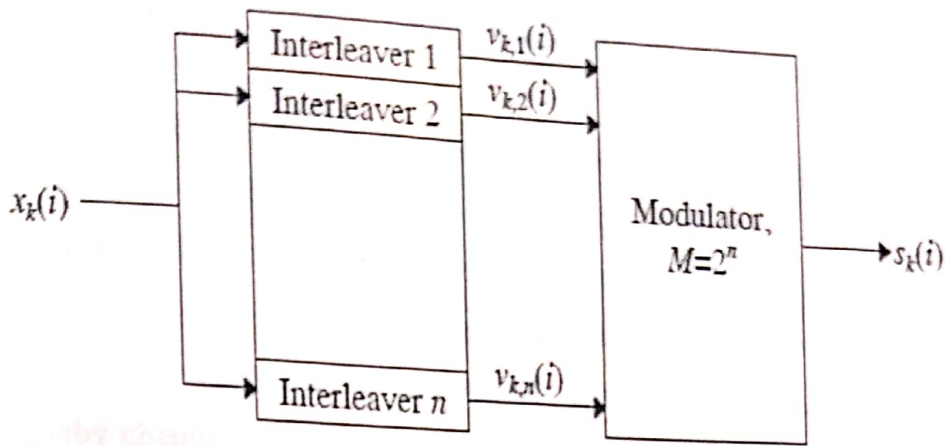 Interleaver 1
v_{k,1}(i)
Interleaver 2
v_{k,2}(i)
x_k(i)
Modulator,
M=2^n
s_k(i)
Interleaver n
v_{k,n}(i)